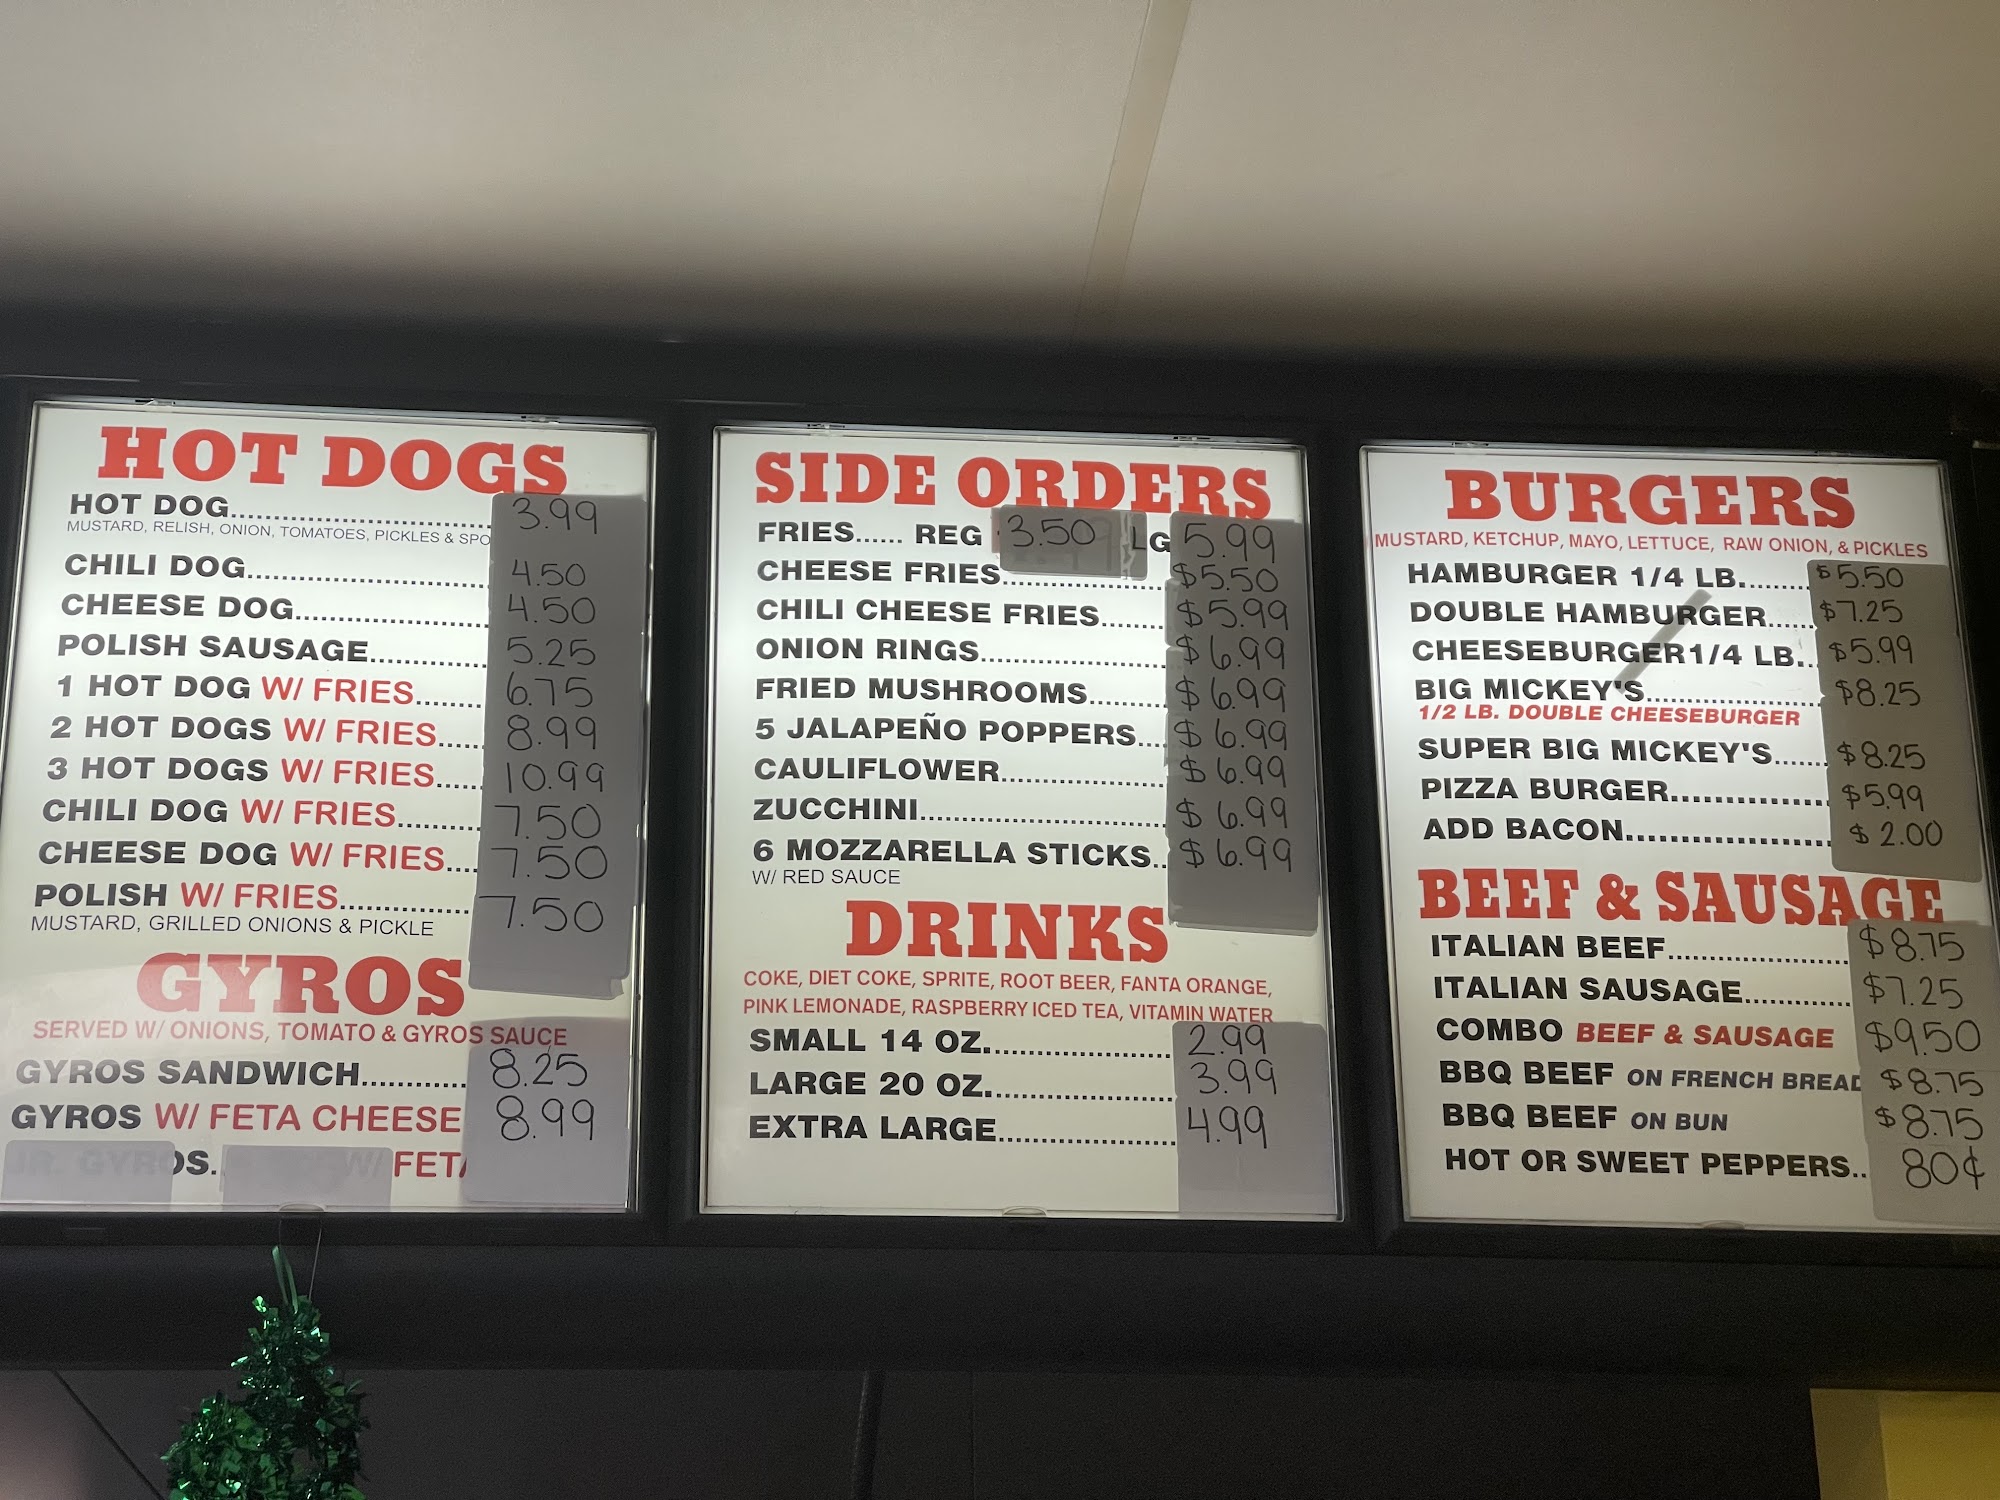 HOT DOGS
HOT DOG.......................... 3.99
MUSTARD, RELISH, ONION, TOMATOES, PICKLES & SPO
CHILI DOG........................ 4.50
CHEESE DOG.................... 4.50
POLISH SAUSAGE............ 5.25
1 HOT DOG W/ FRIES....... 6.75
2 HOT DOGS W/ FRIES..... 8.99
3 HOT DOGS W/ FRIES..... 10.99
CHILI DOG W/ FRIES......... 7.50
CHEESE DOG W/ FRIES.... 7.50
POLISH W/ FRIES.............. 7.50
MUSTARD, GRILLED ONIONS & PICKLE
GYROS
SERVED W/ ONIONS, TOMATO & GYROS SAUCE
GYROS SANDWICH........... 8.25
GYROS W/ FETA CHEESE 8.99
JR. GYROS. W/ FETA
SIDE ORDERS
FRIES...... REG 3.50 LG 5.99
CHEESE FRIES................. $5.50
CHILI CHEESE FRIES....... $5.99
ONION RINGS................... $6.99
FRIED MUSHROOMS........ $6.99
5 JALAPEÑO POPPERS.... $6.99
CAULIFLOWER................. $6.99
ZUCCHINI......................... $6.99
6 MOZZARELLA STICKS.. $6.99
W/ RED SAUCE
DRINKS
COKE, DIET COKE, SPRITE, ROOT BEER, FANTA ORANGE,
PINK LEMONADE, RASPBERRY ICED TEA, VITAMIN WATER
SMALL 14 OZ.................... 2.99
LARGE 20 OZ.................... 3.99
EXTRA LARGE................... 4.99
BURGERS
MUSTARD, KETCHUP, MAYO, LETTUCE, RAW ONION, & PICKLES
HAMBURGER 1/4 LB........ $5.50
DOUBLE HAMBURGER..... $7.25
CHEESEBURGER1/4 LB... $5.99
BIG MICKEY'S.................... $8.25
1/2 LB. DOUBLE CHEESEBURGER
SUPER BIG MICKEY'S...... $8.25
PIZZA BURGER................. $5.99
ADD BACON...................... $2.00
BEEF & SAUSAGE
ITALIAN BEEF.................... $8.75
ITALIAN SAUSAGE............ $7.25
COMBO BEEF & SAUSAGE $9.50
BBQ BEEF ON FRENCH BREAD $8.75
BBQ BEEF ON BUN $8.75
HOT OR SWEET PEPPERS.. 80¢